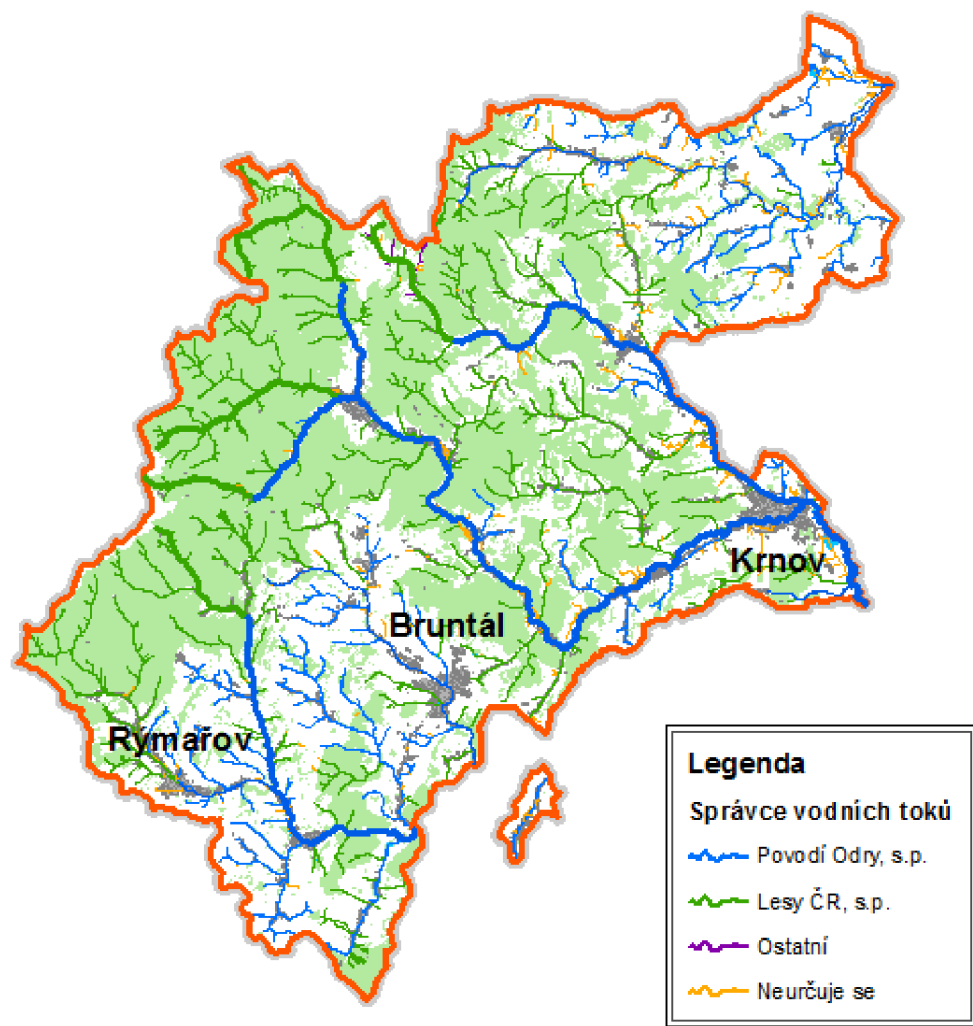 Krnov
Bruntál
Rýmařov
Legenda
Správce vodních toků
Povodí Odry, s.p.
Lesy ČR, s.p.
Ostatní
Neurčuje se